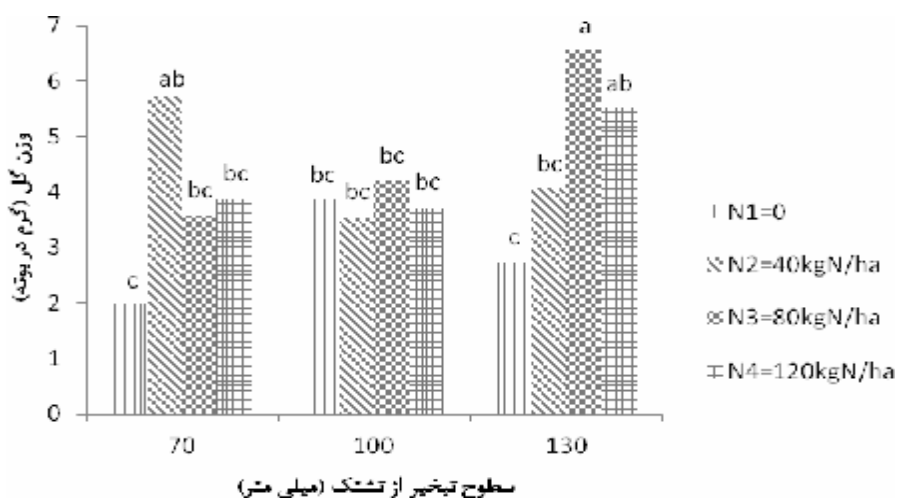 وزن گل (گرم در بوته)
7
6
5
4
3
2
1
0
c
ab
bc
bc
bc
bc
bc
bc
c
bc
a
ab
70
100
130
سطوح تبخیر از تشتک (میلی متر)
N1=0
N2=40kgN/ha
N3=80kgN/ha
N4=120kgN/ha